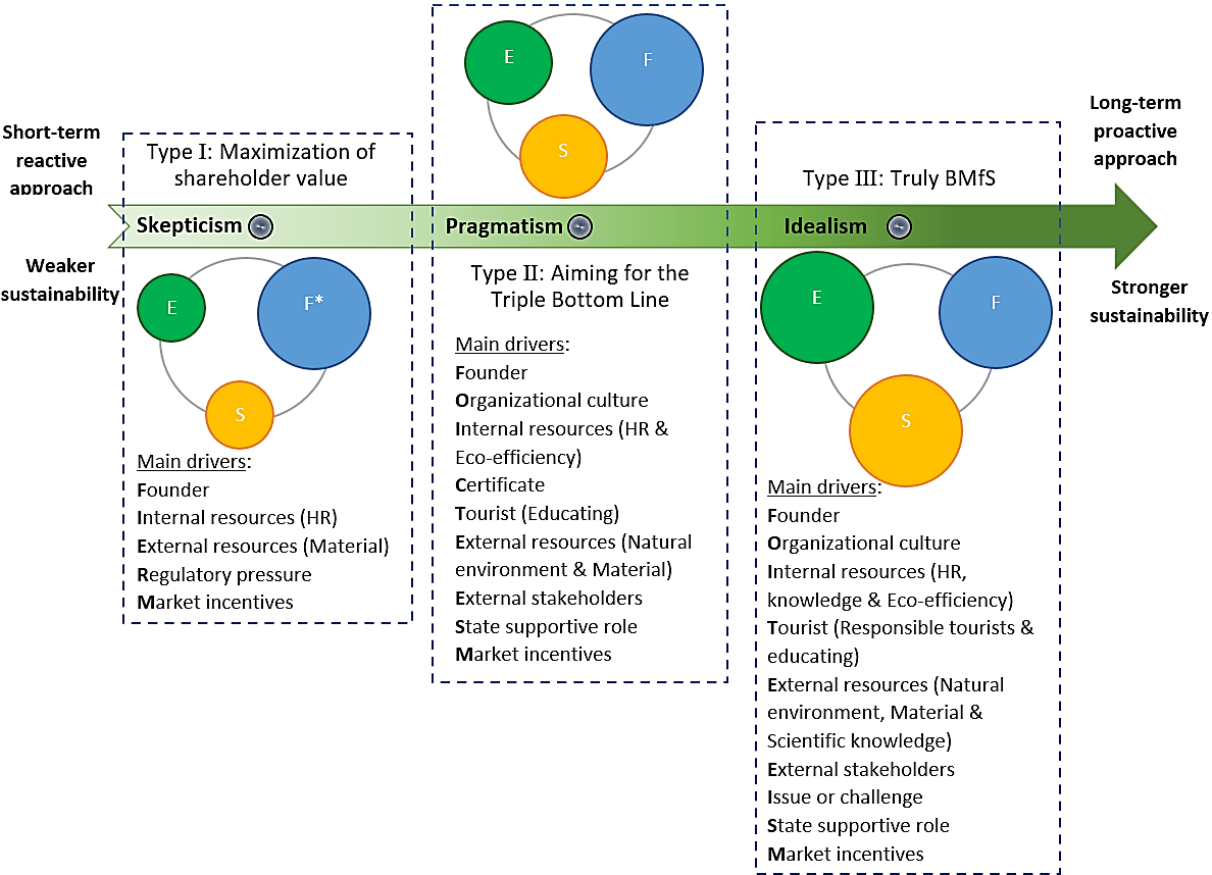 Short-term
reactive
approach
Weaker
sustainability
Type I: Maximization of
shareholder value
Skepticism
E
F*
S
Main drivers:
Founder
Internal resources (HR)
External resources (Material)
Regulatory pressure
Market incentives
E
F
S
Pragmatism
Type II: Aiming for the
Triple Bottom Line
Main drivers:
Founder
Organizational culture
Internal resources (HR &
Eco-efficiency)
Certificate
Tourist (Educating)
External resources (Natural
environment & Material)
External stakeholders
State supportive role
Market incentives
Type III: Truly BMfS
Idealism
E
F
S
Main drivers:
Founder
Organizational culture
Internal resources (HR,
knowledge & Eco-efficiency)
Tourist (Responsible tourists &
educating)
External resources (Natural
environment, Material &
Scientific knowledge)
External stakeholders
Issue or challenge
State supportive role
Market incentives
Long-term
proactive
approach
Stronger
sustainability